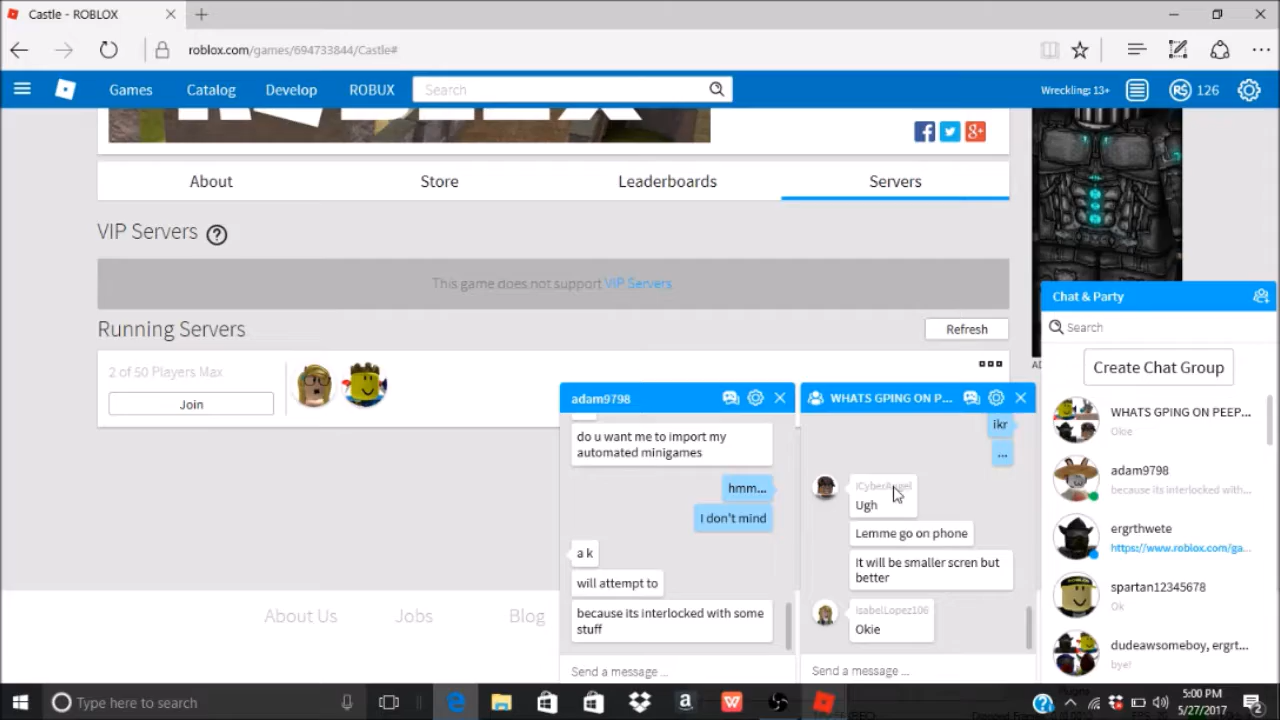 Castle - ROBLOX
roblox.com/games/694733844/Castle#
Games
Catalog
Develop
ROBUX
Search
Wreckling: 13+
R$ 126
About
Store
Leaderboards
Servers
VIP Servers ?
This game does not support VIP Servers
Running Servers
Refresh
2 of 50 Players Max
Join
adam9798
do u want me to import my
automated minigames
hmm...
I don't mind
a k
will attempt to
because its interlocked with some
stuff
Send a message ...
WHATS GPING ON P...
ikr
...
ICyberAngel
Ugh
Lemme go on phone
It will be smaller scren but
better
IsabelLopez106
Okie
Send a message ...
Chat & Party
Search
Create Chat Group
WHATS GPING ON PEEP...
Okie
adam9798
because its interlocked with...
ergrthwete
https://www.roblox.com/ga...
spartan12345678
Ok
dudeawsomeboy, ergrt...
bye!
About Us
Jobs
Blog
Type here to search
5:00 PM
5/27/2017
2